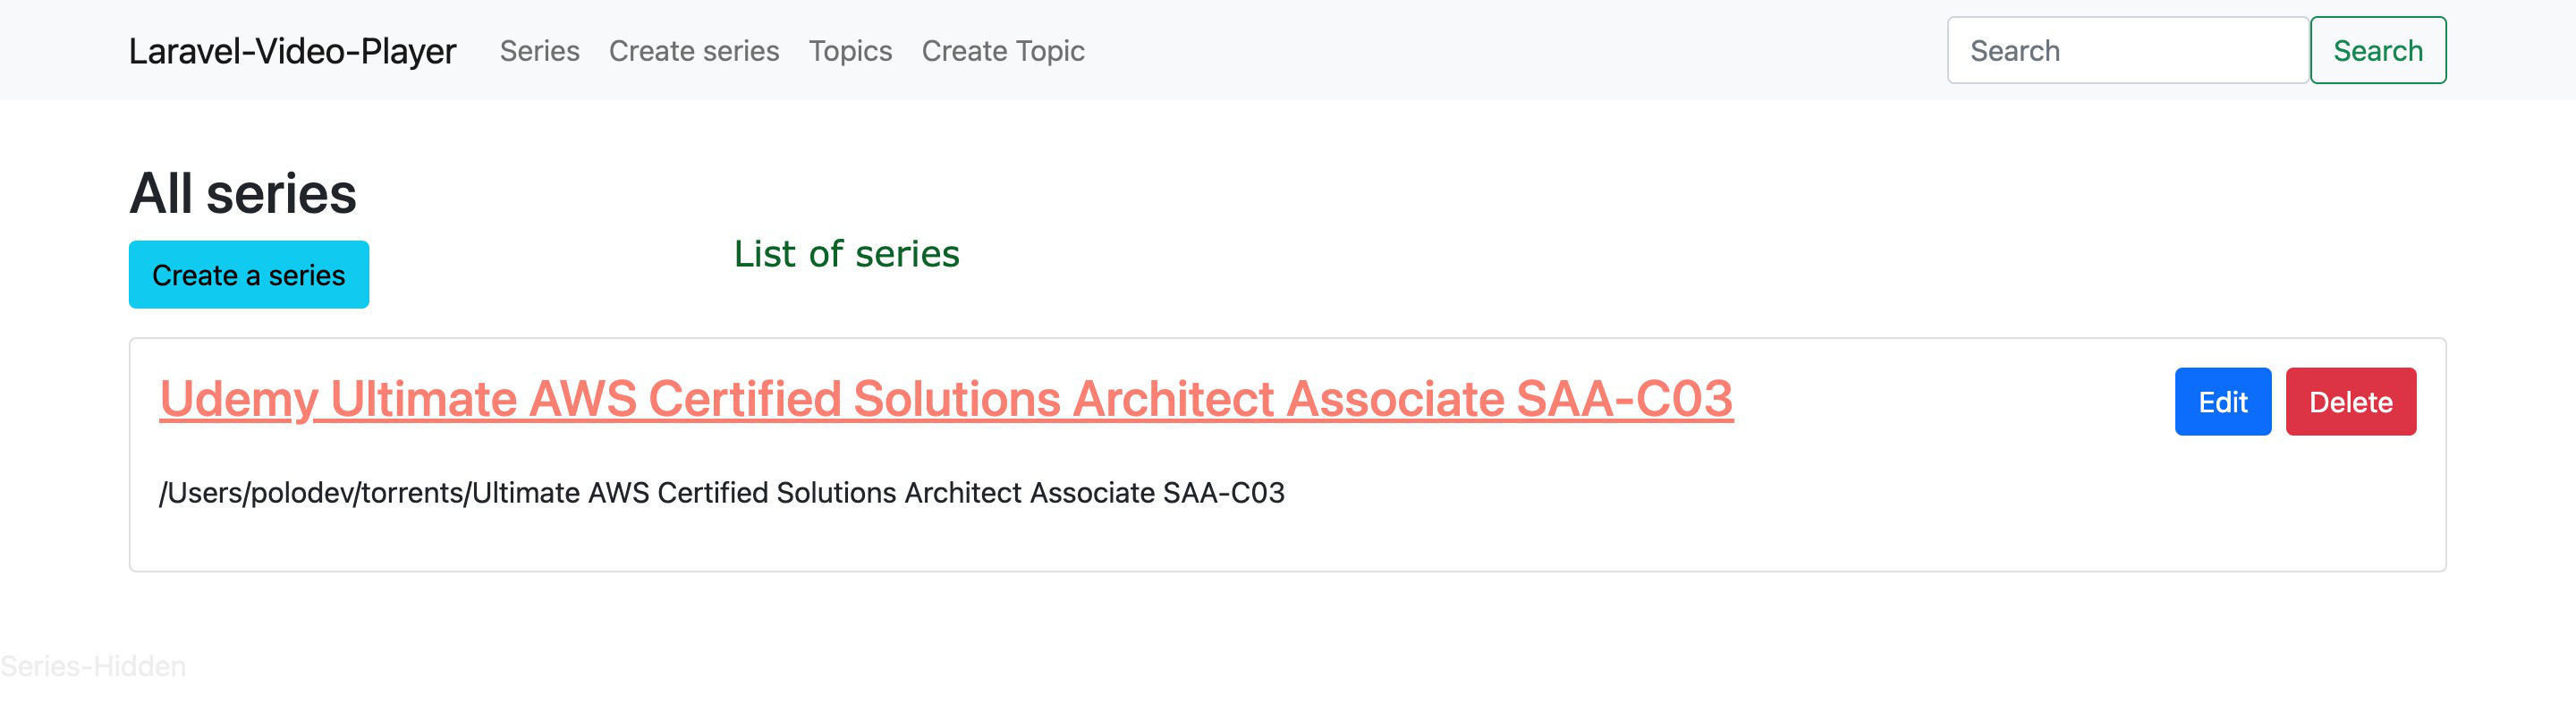 Laravel-Video-Player Series Create series Topics Create Topic Search Search
All series
List of series
Create a series
Udemy Ultimate AWS Certified Solutions Architect Associate SAA-C03 Edit Delete
/Users/polodev/torrents/Ultimate AWS Certified Solutions Architect Associate SAA-C03
Series-Hidden